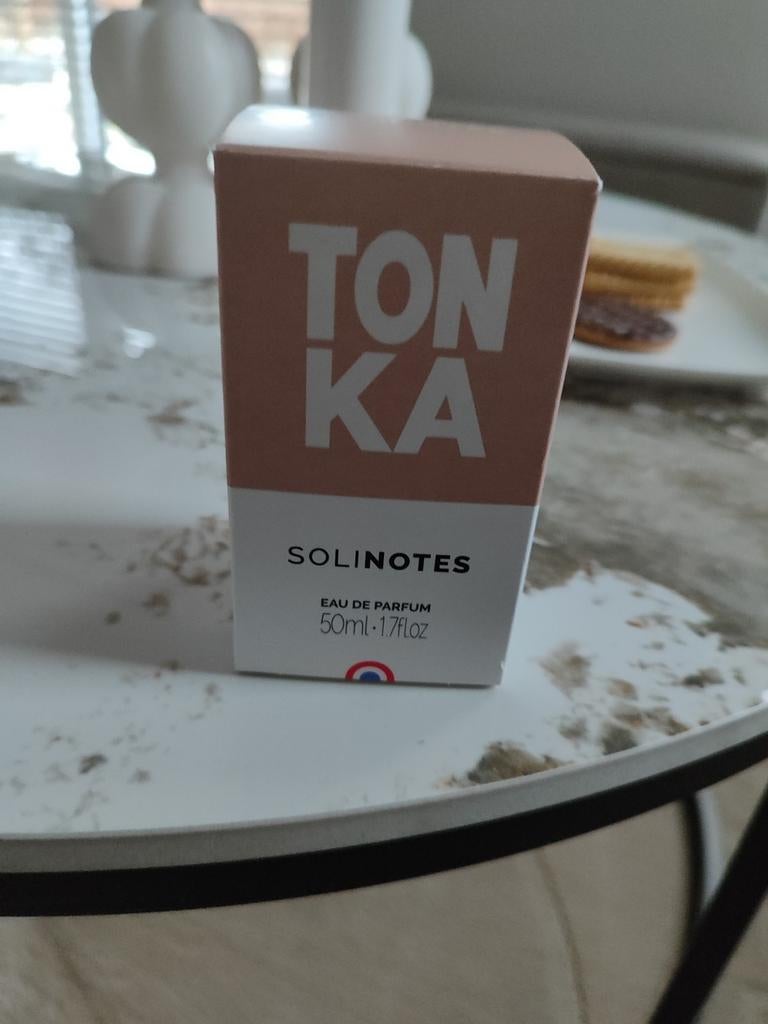 TON
KA
SOLINOTES
EAU DE PARFUM
50ml·1.7fl.oz